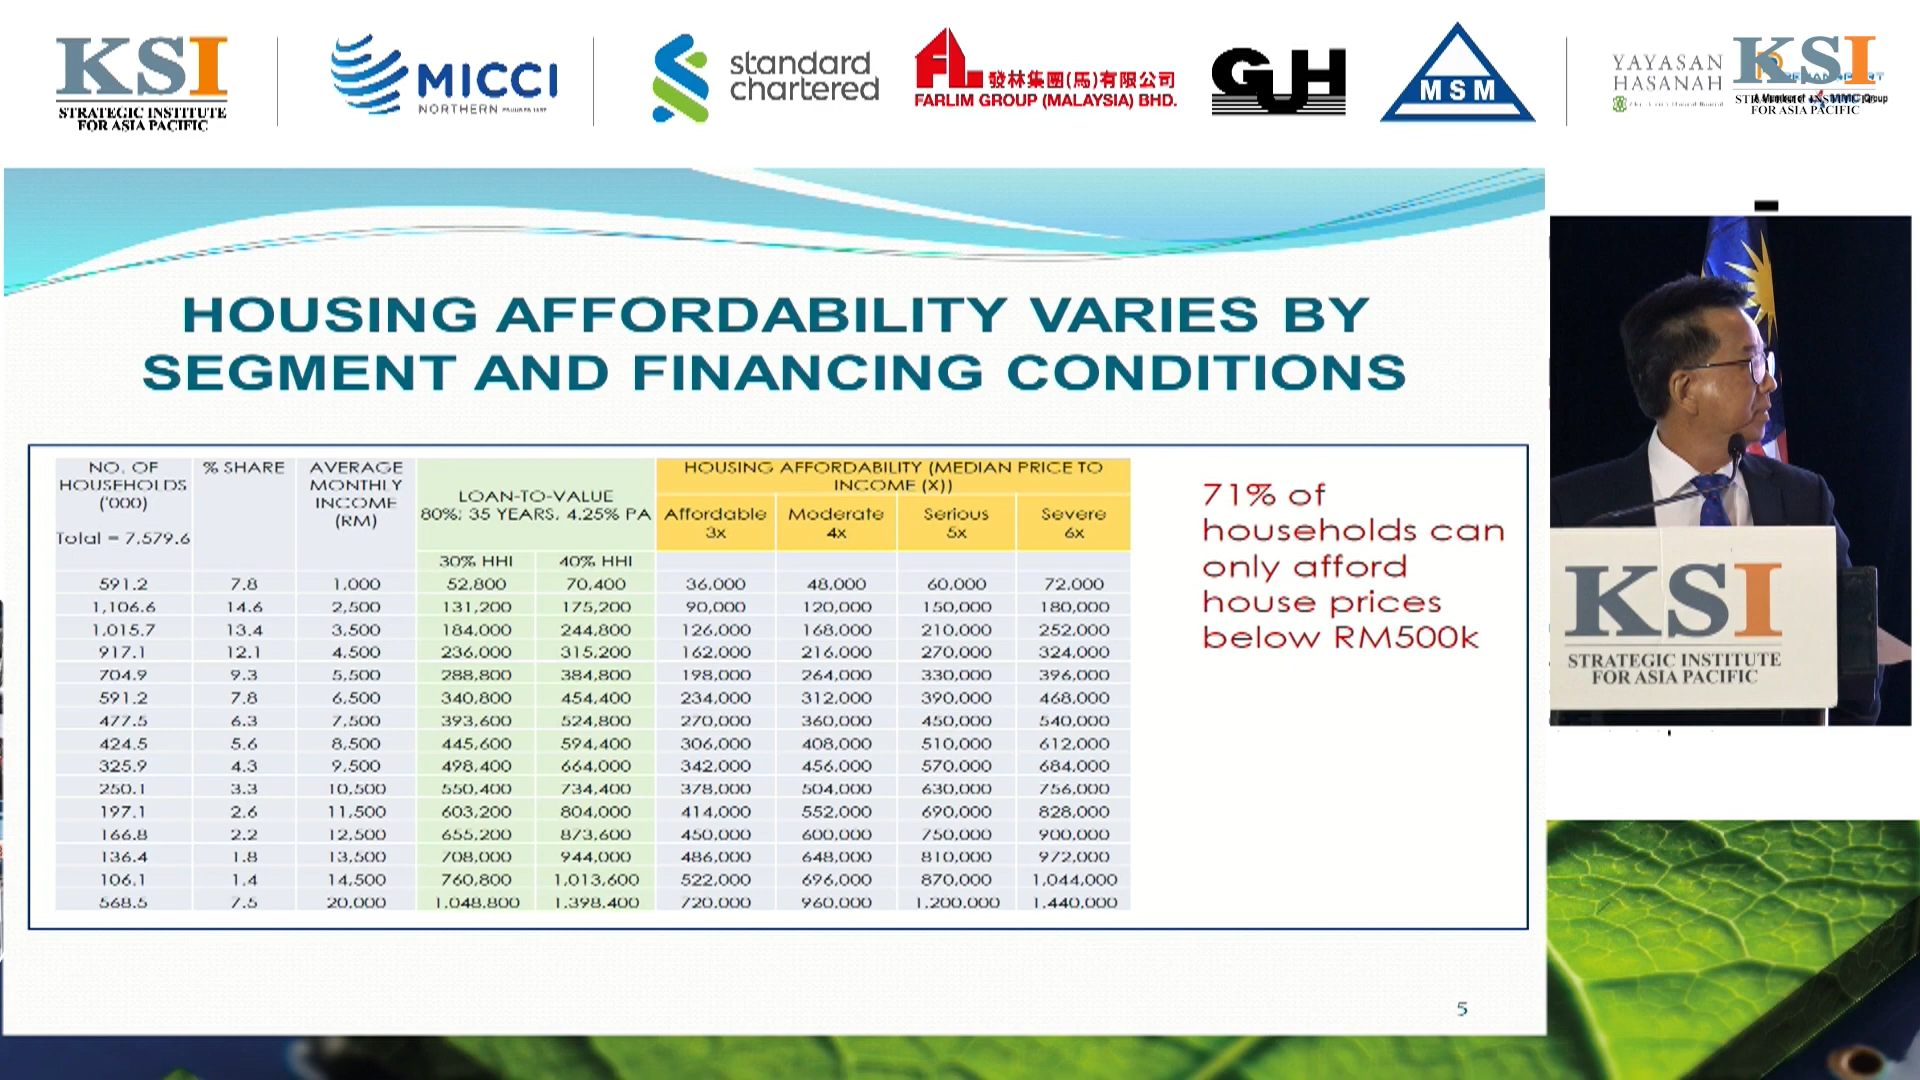 KSI
STRATEGIC INSTITUTE
FOR ASIA PACIFIC
MICCI
NORTHERN
standard
chartered
FL
發林集團(馬)有限公司
FARLIM GROUP (MALAYSIA) BHD.
GUH
MSM
YAYASAN
HASANAH
KSI
FOR ASIA PACIFIC
HOUSING AFFORDABILITY VARIES BY
SEGMENT AND FINANCING CONDITIONS
NO. OF HOUSEHOLDS ('000) Total = 7,579.6 % SHARE AVERAGE MONTHLY INCOME (RM) LOAN-TO-VALUE 80%; 35 YEARS, 4.25% PA HOUSING AFFORDABILITY (MEDIAN PRICE TO INCOME (X))
Affordable 3x Moderate 4x Serious 5x Severe 6x
30% HHI 40% HHI
591.2 7.8 1,000 52,800 70,400 36,000 48,000 60,000 72,000
1,106.6 14.6 2,500 131,200 175,200 90,000 120,000 150,000 180,000
1,015.7 13.4 3,500 184,000 244,800 126,000 168,000 210,000 252,000
917.1 12.1 4,500 236,000 315,200 162,000 216,000 270,000 324,000
704.9 9.3 5,500 288,800 384,800 198,000 264,000 330,000 396,000
591.2 7.8 6,500 340,800 454,400 234,000 312,000 390,000 468,000
477.5 6.3 7,500 393,600 524,800 270,000 360,000 450,000 540,000
424.5 5.6 8,500 445,600 594,400 306,000 408,000 510,000 612,000
325.9 4.3 9,500 498,400 664,000 342,000 456,000 570,000 684,000
250.1 3.3 10,500 550,400 734,400 378,000 504,000 630,000 756,000
197.1 2.6 11,500 603,200 804,000 414,000 552,000 690,000 828,000
166.8 2.2 12,500 655,200 873,600 450,000 600,000 750,000 900,000
136.4 1.8 13,500 708,000 944,000 486,000 648,000 810,000 972,000
106.1 1.4 14,500 760,800 1,013,600 522,000 696,000 870,000 1,044,000
568.5 7.5 20,000 1,048,800 1,398,400 720,000 960,000 1,200,000 1,440,000
71% of
households can
only afford
house prices
below RM500k
5
KSI
STRATEGIC INSTITUTE
FOR ASIA PACIFIC